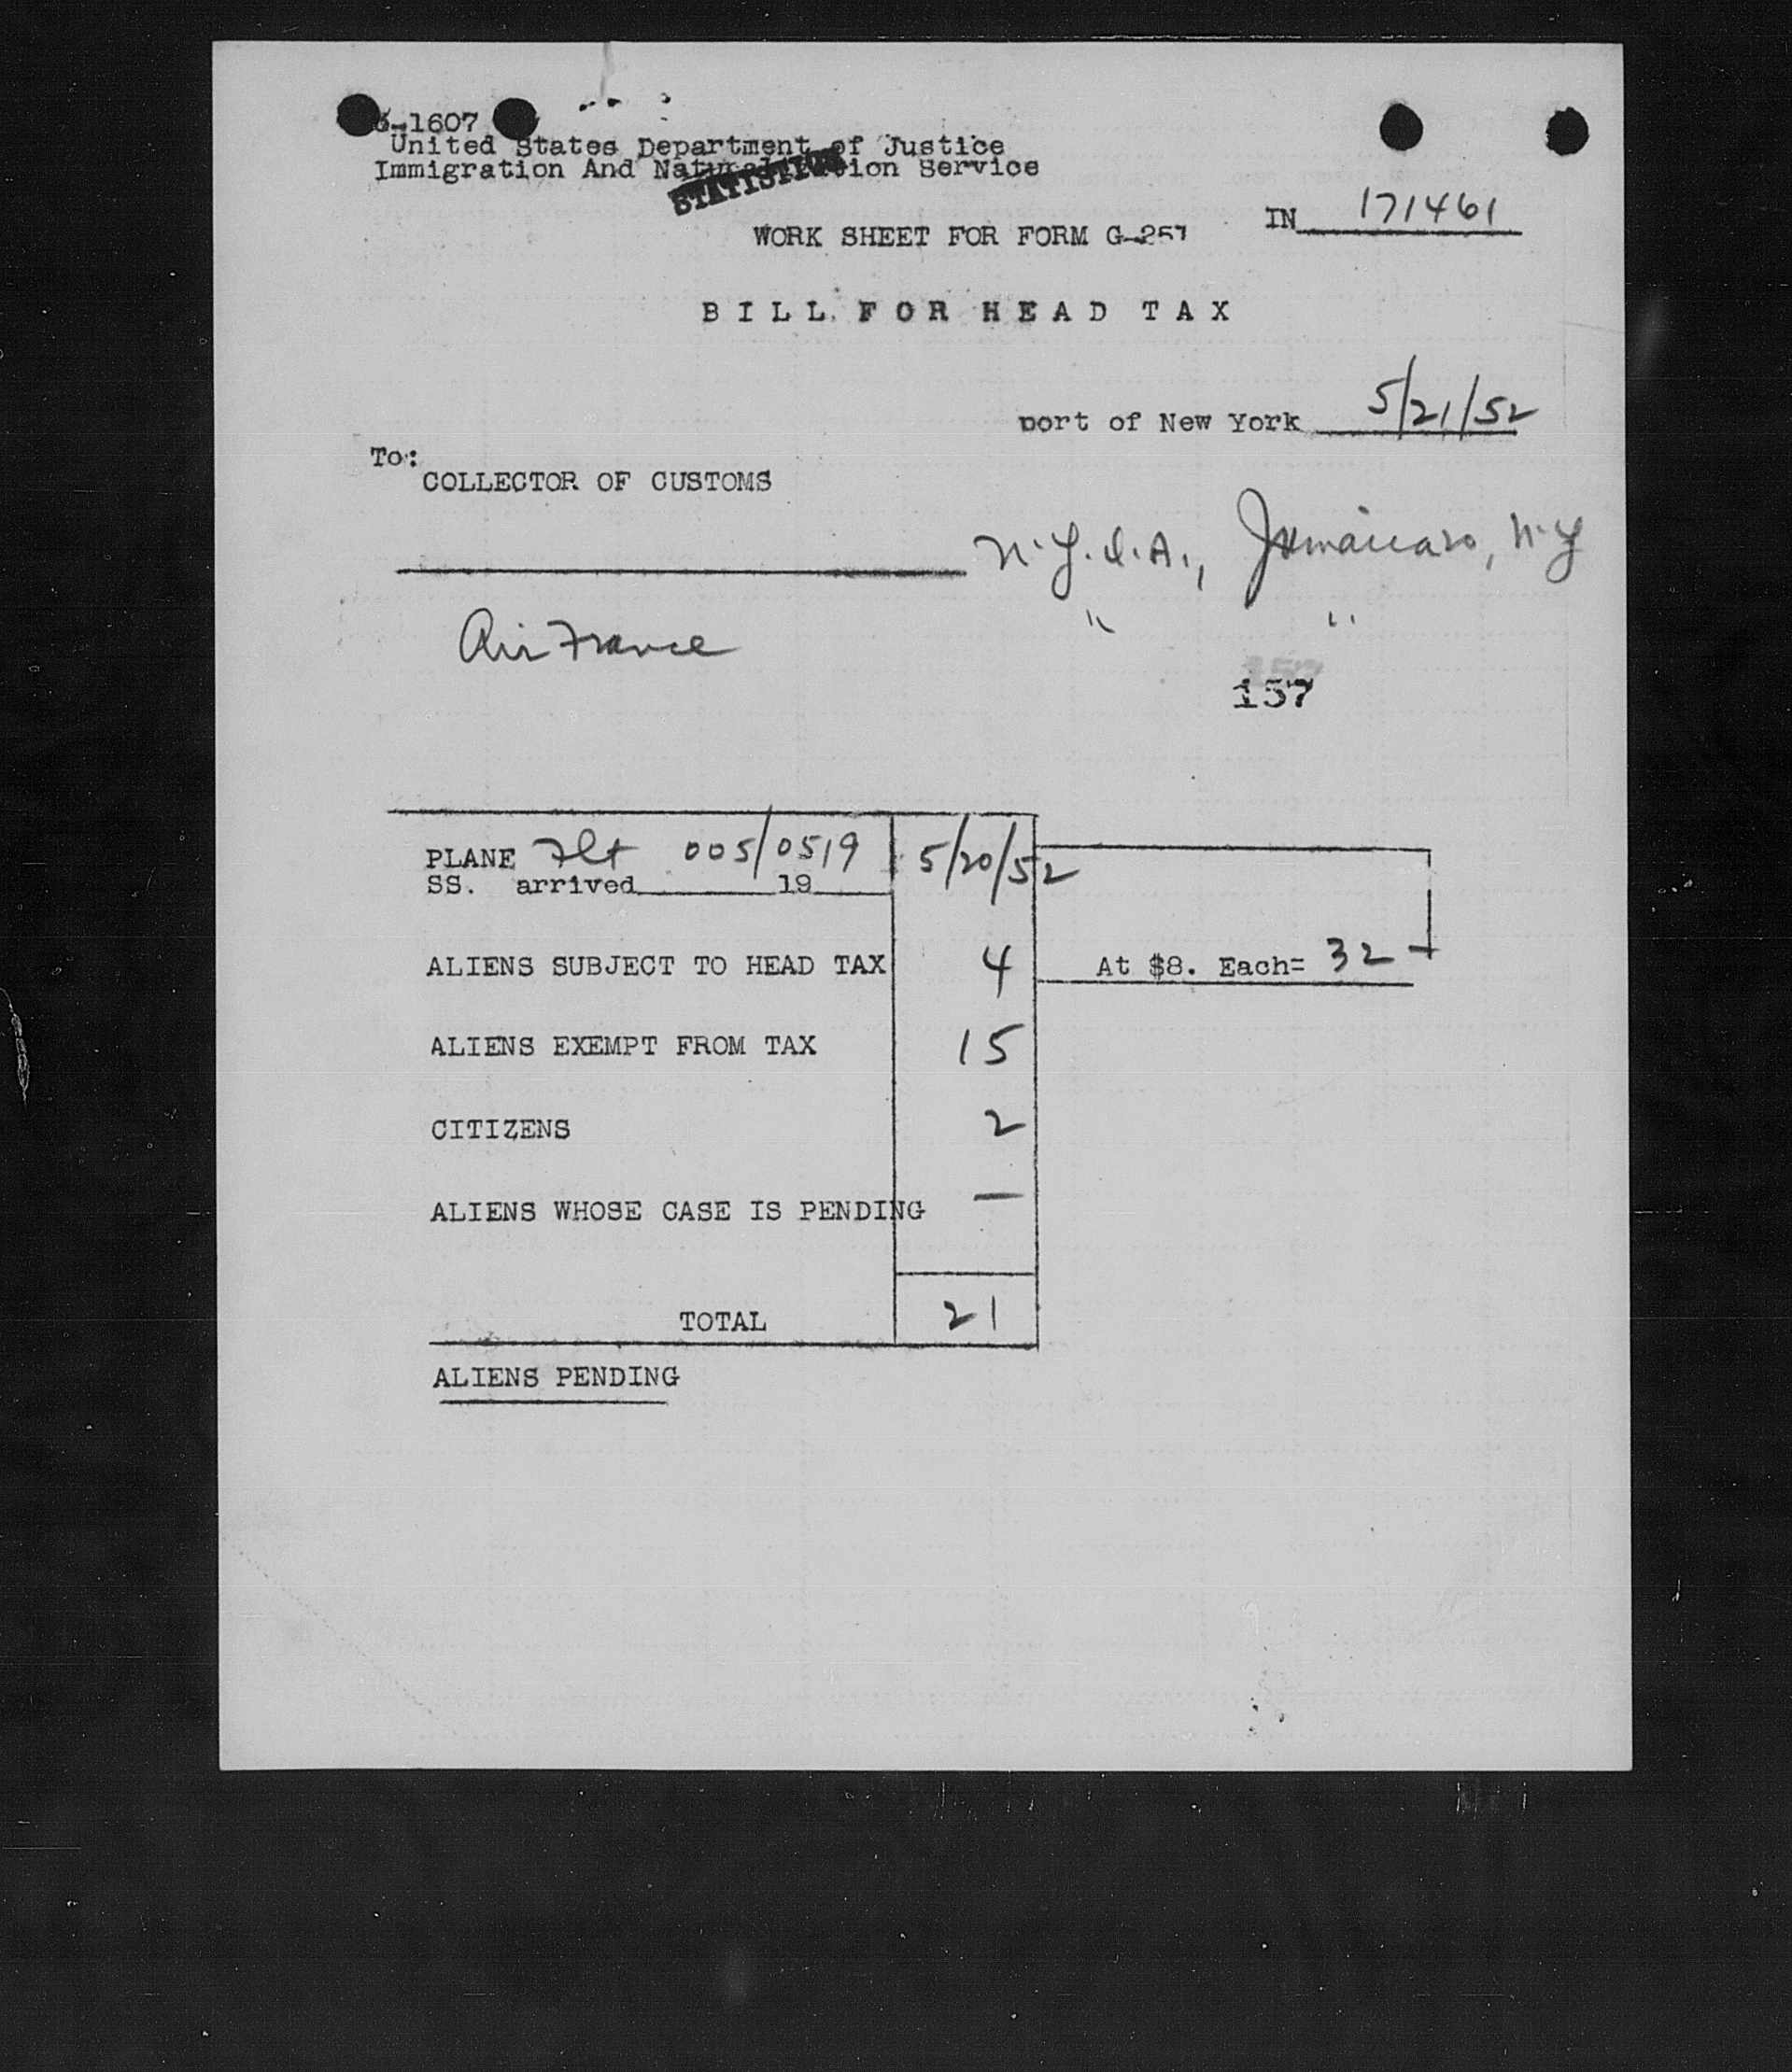 G-1607
United States Department of Justice
Immigration And Naturalization Service
STATISTICS
WORK SHEET FOR FORM G-257
IN 171461
BILL FOR HEAD TAX
port of New York 5/21/52
To:
COLLECTOR OF CUSTOMS
N.Y.I.A., N.Y
Air France " "
157
PLANE Flt 005/0519 5/20/52
SS. arrived 19
ALIENS SUBJECT TO HEAD TAX 4 At $8. Each= 32
ALIENS EXEMPT FROM TAX 15
CITIZENS 2
ALIENS WHOSE CASE IS PENDING —
TOTAL 21
ALIENS PENDING